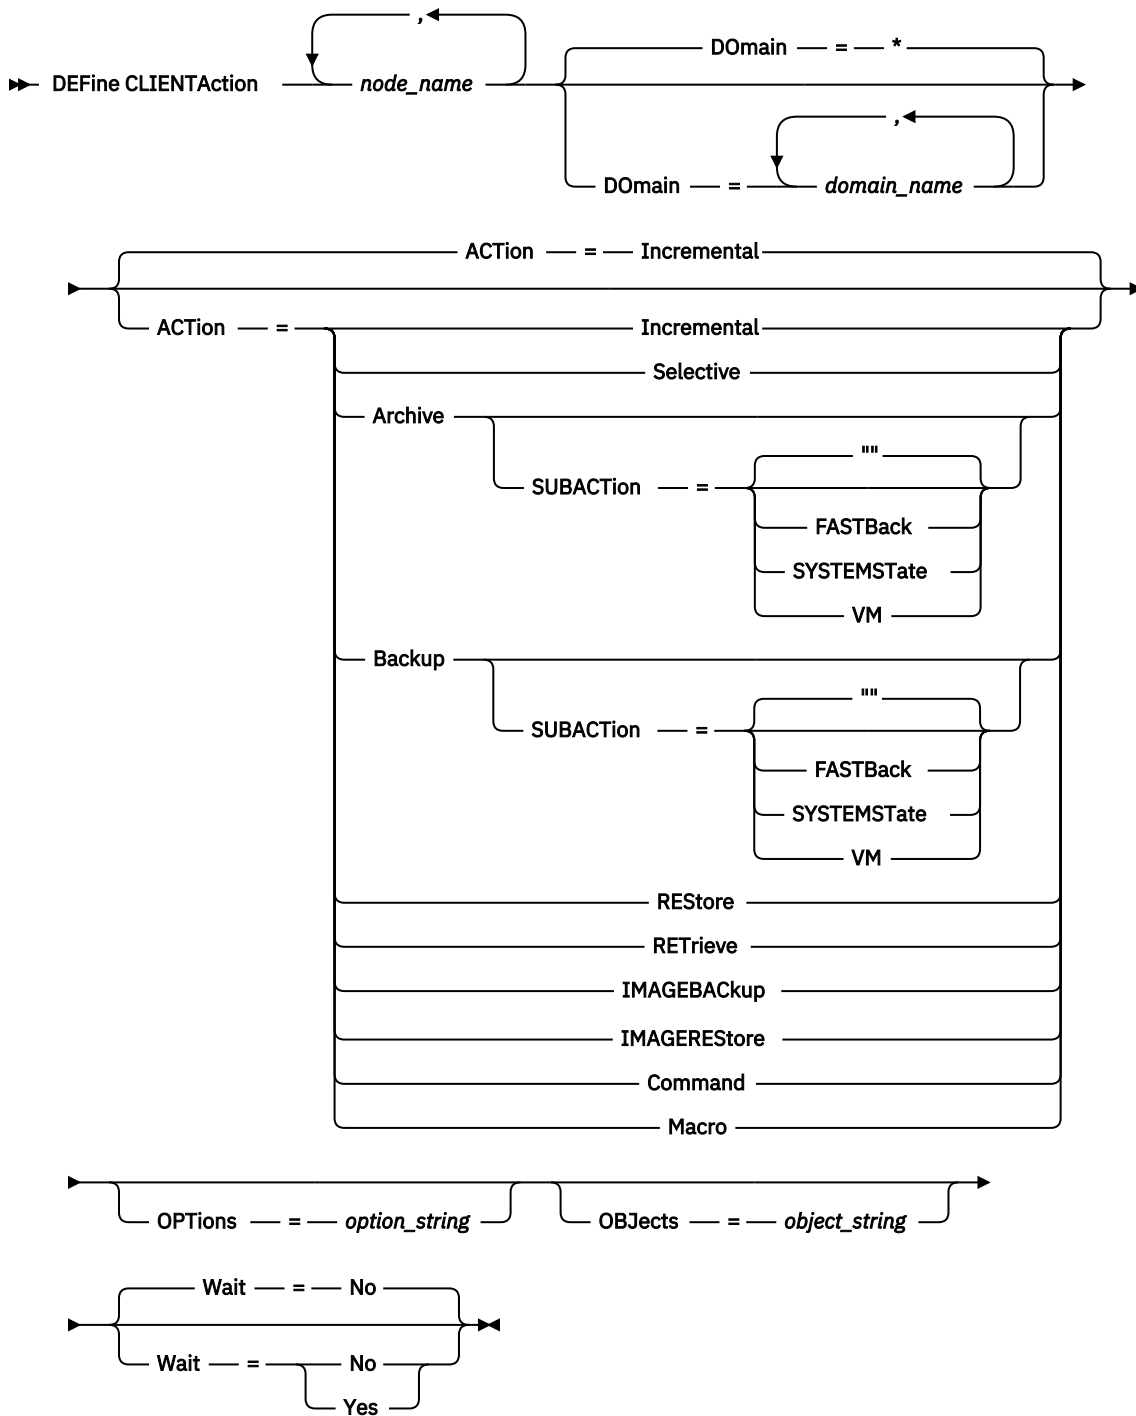 ,
DOmain = *
DEFine CLIENTAction node_name
,
DOmain = domain_name
ACTion = Incremental
ACTion = Incremental
Selective
Archive
""
SUBACTion =
FASTBack
SYSTEMSTate
VM
Backup
""
SUBACTion =
FASTBack
SYSTEMSTate
VM
REStore
RETrieve
IMAGEBACkup
IMAGEREStore
Command
Macro
OPTions = option_string OBJects = object_string
Wait = No
Wait = No
Yes